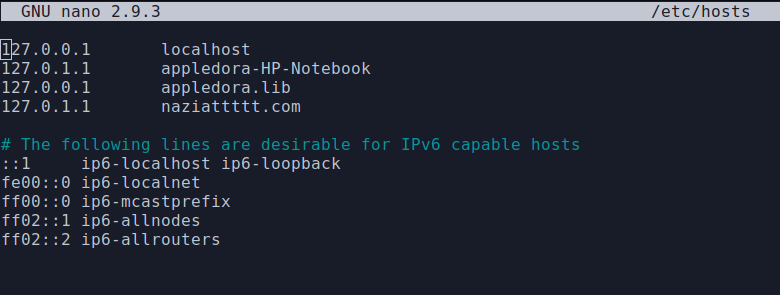 GNU nano 2.9.3 /etc/hosts
127.0.0.1 localhost
127.0.1.1 appledora-HP-Notebook
127.0.0.1 appledora.lib
127.0.1.1 naziattttt.com
# The following lines are desirable for IPv6 capable hosts
::1 ip6-localhost ip6-loopback
fe00::0 ip6-localnet
ff00::0 ip6-mcastprefix
ff02::1 ip6-allnodes
ff02::2 ip6-allrouters